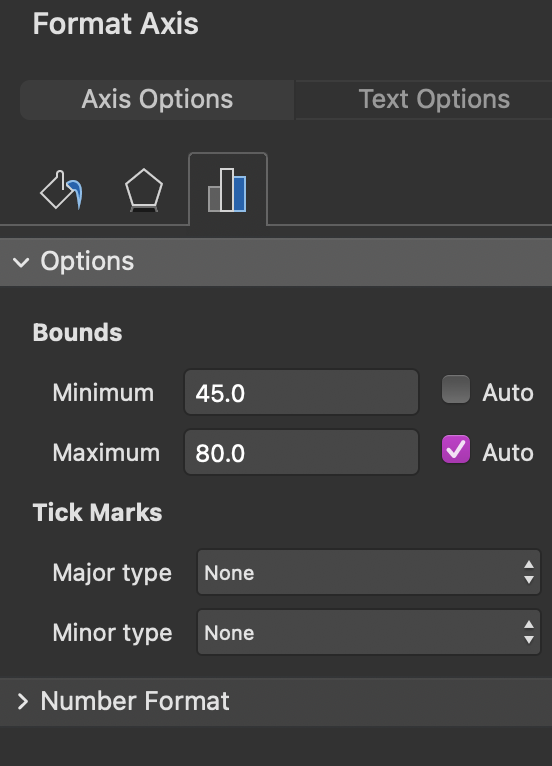 Format Axis
Axis Options Text Options
Options
Bounds
Minimum 45.0 Auto
Maximum 80.0 Auto
Tick Marks
Major type None
Minor type None
Number Format